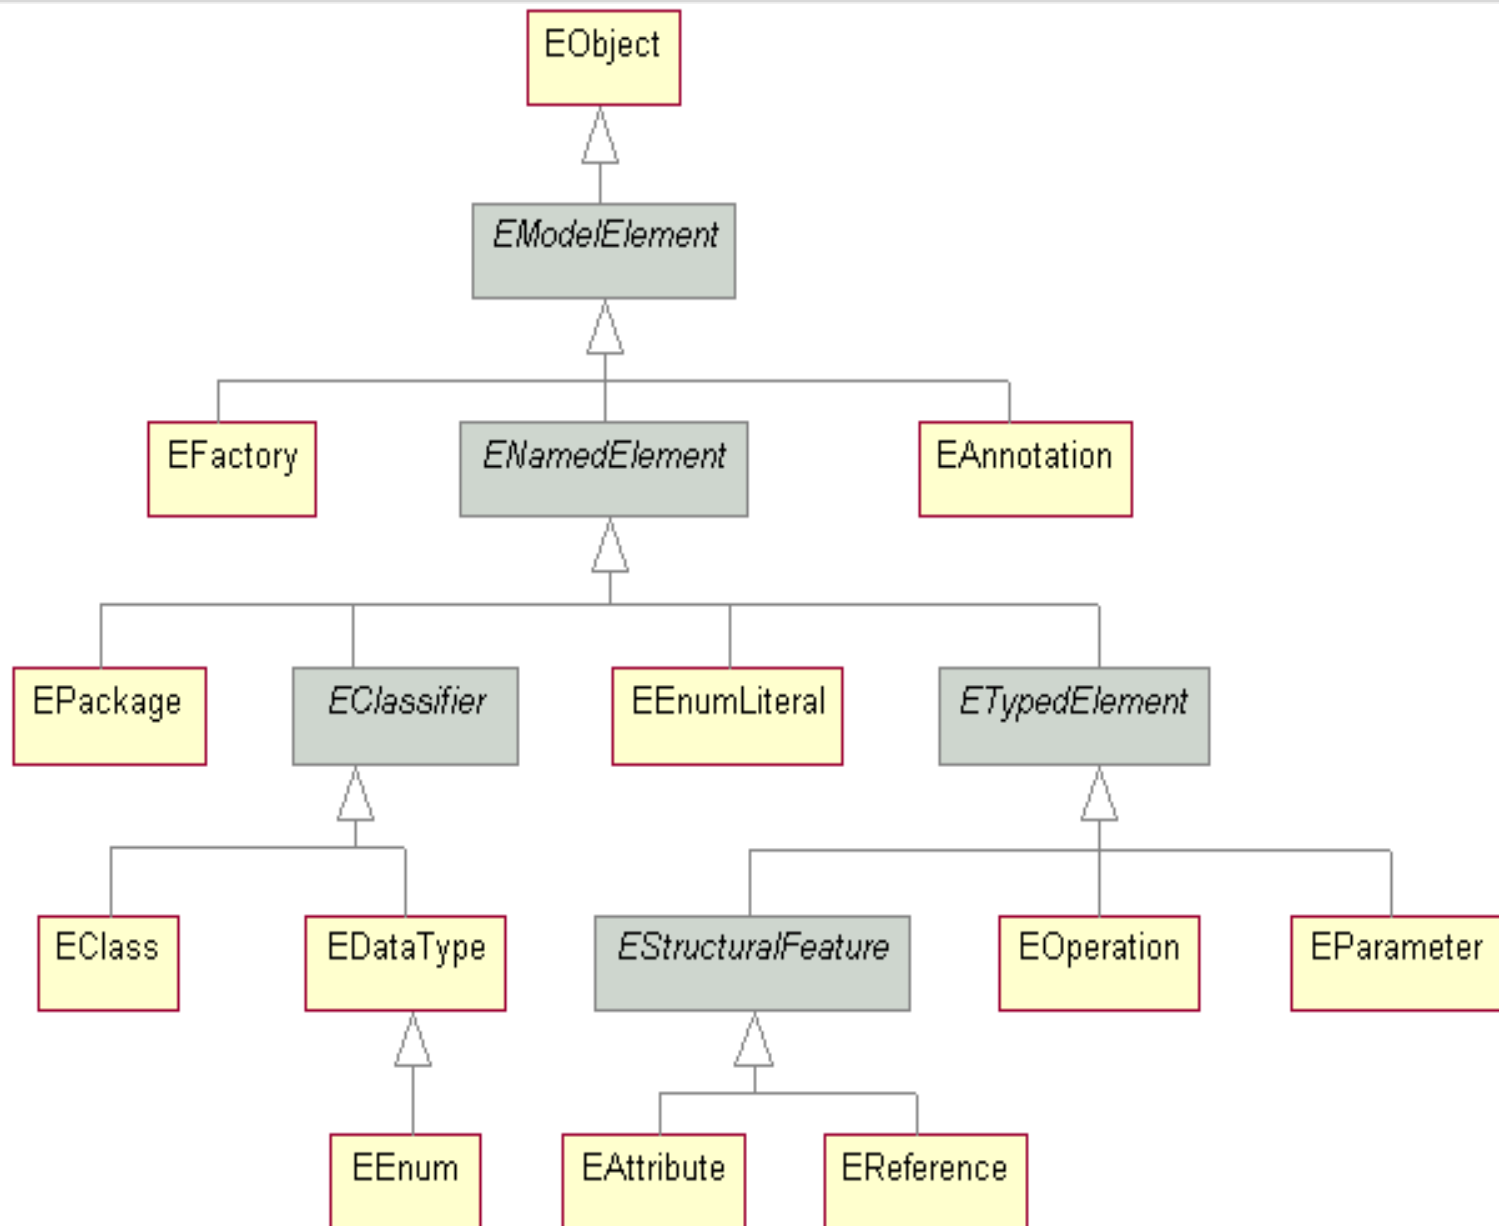 EObject
EModelElement
EFactory
ENamedElement
EAnnotation
EPackage
EClassifier
EEnumLiteral
ETypedElement
EClass
EDataType
EStructuralFeature
EOperation
EParameter
EEnum
EAttribute
EReference